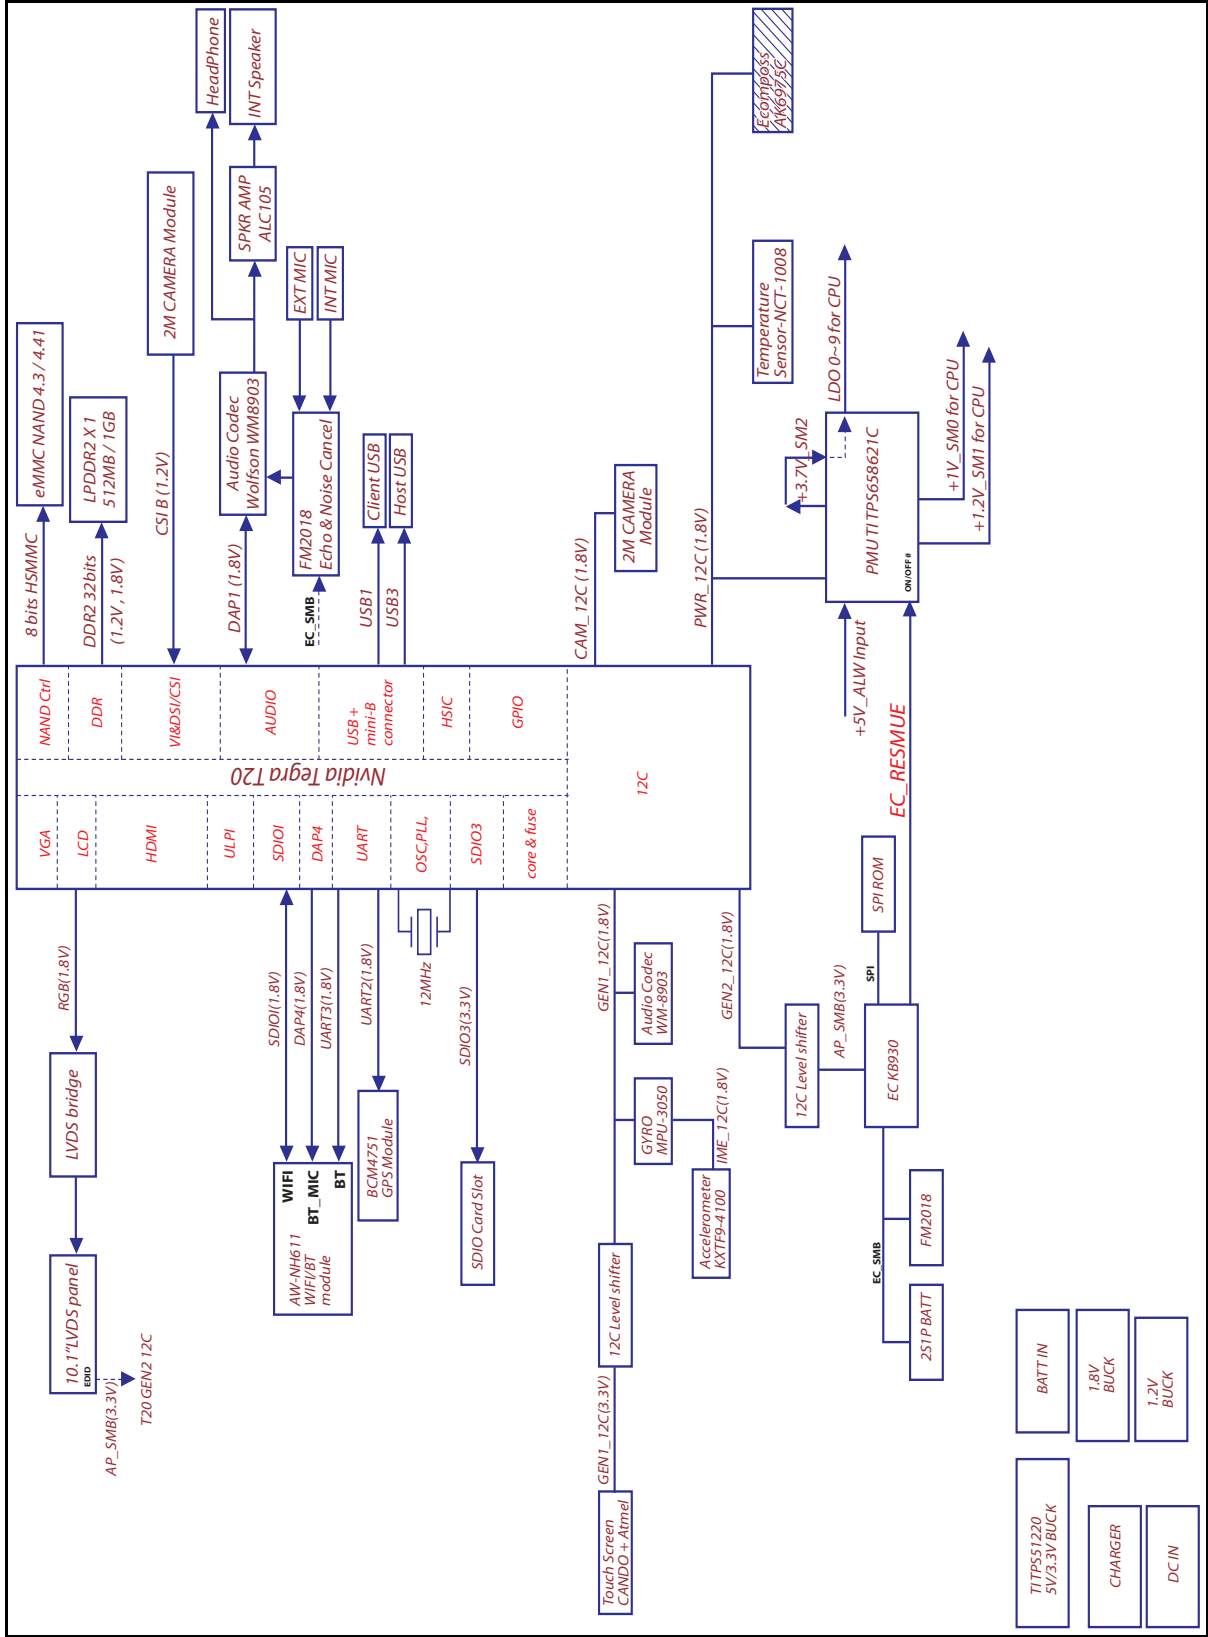 HeadPhone
INT Speaker
SPKR AMP
ALC105
2M CAMERA Module
EXT MIC
INT MIC
eMMC NAND 4.3 / 4.41
LPDDR2 X 1
512MB / 1GB
Audio Codec
Wolfson WM8903
FM2018
Echo & Noise Cancel
Client USB
Host USB
2M CAMERA
Module
Ecomposs
AK6975C
Temperature
Sensor-NCT-1008
LDO 0~9 for CPU
+3.7V_SM2
PMU TI TPS658621C
ON/OFF #
+1V_SM0 for CPU
+1.2V_SM1 for CPU
8 bits HSMMC
DDR2 32bits
(1.2V , 1.8V)
CSI B (1.2V)
DAP1 (1.8V)
EC_SMB
USB1
USB3
CAM_12C (1.8V)
PWR_12C (1.8V)
+5V_ALW Input
EC_RESMUE
NAND Ctrl
DDR
VI&DSI/CSI
AUDIO
USB +
mini-B
connector
HSIC
GPIO
Nvidia Tegra T20
12C
VGA
LCD
HDMI
ULPI
SDIOI
DAP4
UART
OSC,PLL,
SDIO3
core & fuse
RGB(1.8V)
SDIOI(1.8V)
DAP4(1.8V)
UART3(1.8V)
UART2(1.8V)
12MHz
SDIO3(3.3V)
GEN1_12C(1.8V)
GEN2_12C(1.8V)
LVDS bridge
10.1"LVDS panel
EDID
AP_SMB(3.3V)
T20 GEN2 12C
WIFI
BT_MIC
BT
AW-NH611
WIFI/BT
module
BCM4751
GPS Module
SDIO Card Slot
Audio Codec
WM-8903
GYRO
MPU-3050
IME_12C(1.8V)
Accelerometer
KXTF9-4100
12C Level shifter
GEN1_12C(3.3V)
Touch Screen
CANDO + Atmel
12C Level shifter
AP_SMB(3.3V)
SPI ROM
SPI
EC KB930
EC_SMB
FM2018
2S1P BATT
BATT IN
1.8V
BUCK
1.2V
BUCK
TI TPS51220
5V/3.3V BUCK
CHARGER
DC IN